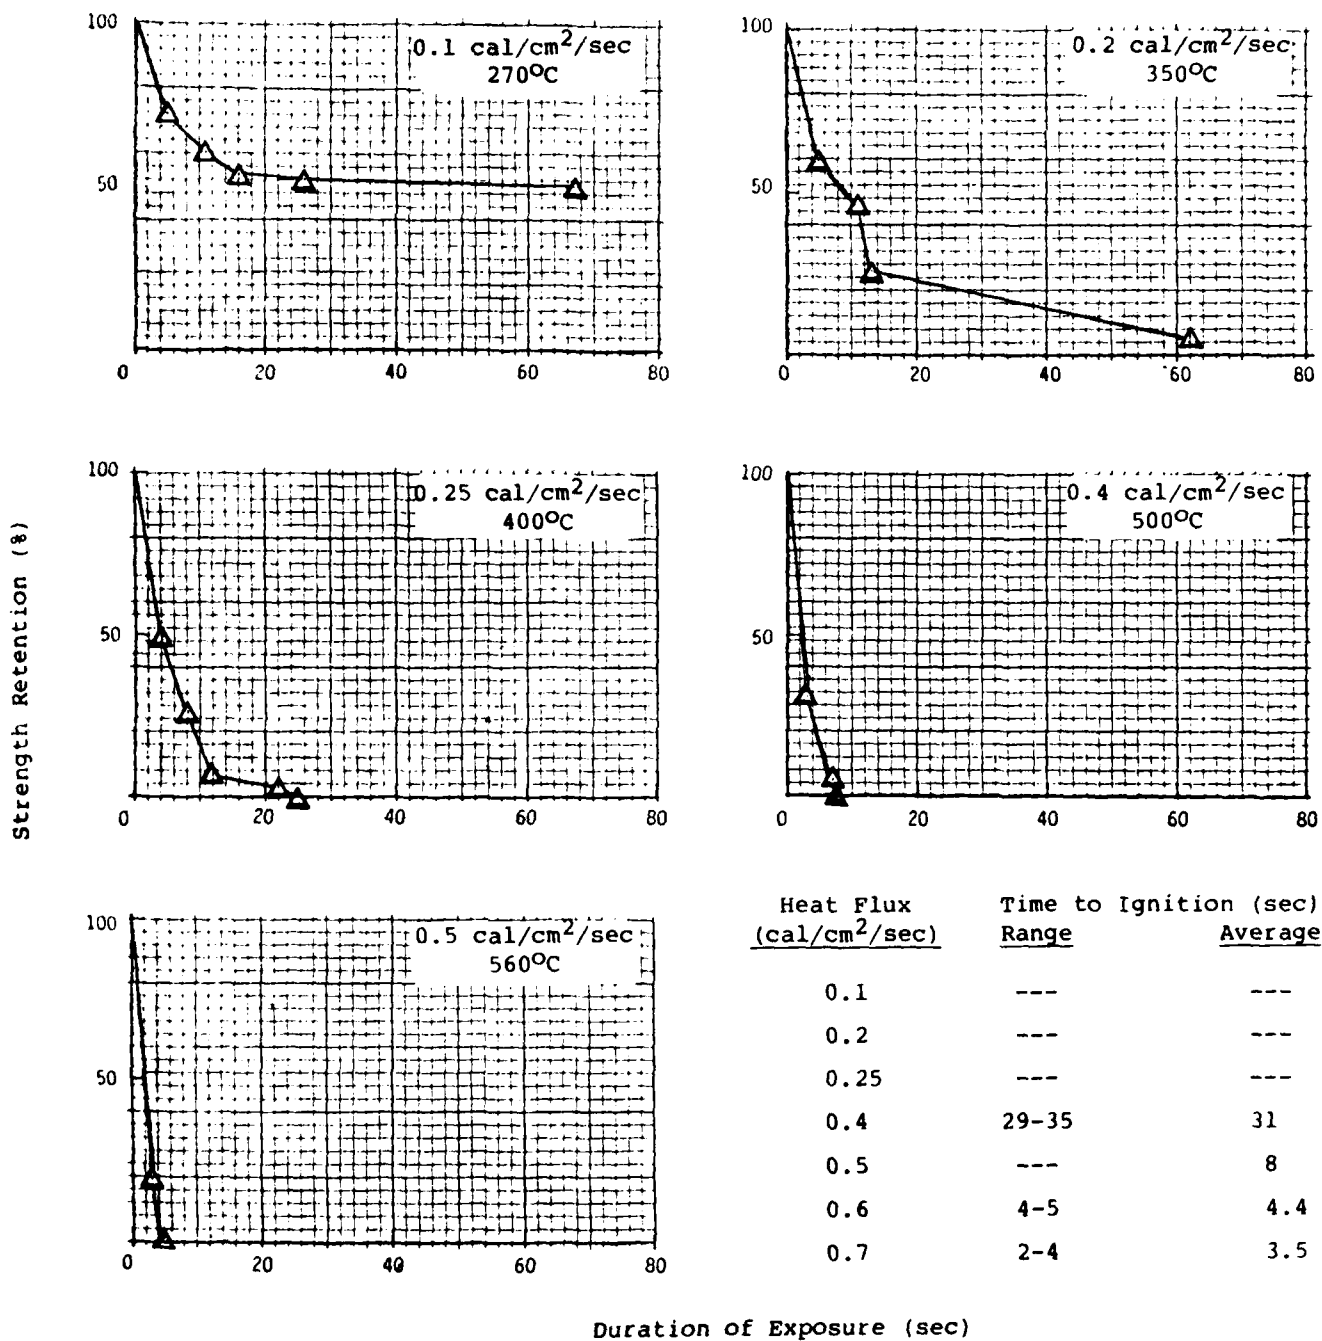 100
0.1 cal/cm²/sec
270°C
50
0 20 40 60 80
100
0.2 cal/cm²/sec
350°C
50
0 20 40 60 80
Strength Retention (%)
100
0.25 cal/cm²/sec
400°C
50
0 20 40 60 80
100
0.4 cal/cm²/sec
500°C
50
0 20 40 60 80
100
0.5 cal/cm²/sec
560°C
50
0 20 40 60 80
Heat Flux Time to Ignition (sec)
(cal/cm²/sec) Range Average
0.1 --- ---
0.2 --- ---
0.25 --- ---
0.4 29-35 31
0.5 --- 8
0.6 4-5 4.4
0.7 2-4 3.5
Duration of Exposure (sec)